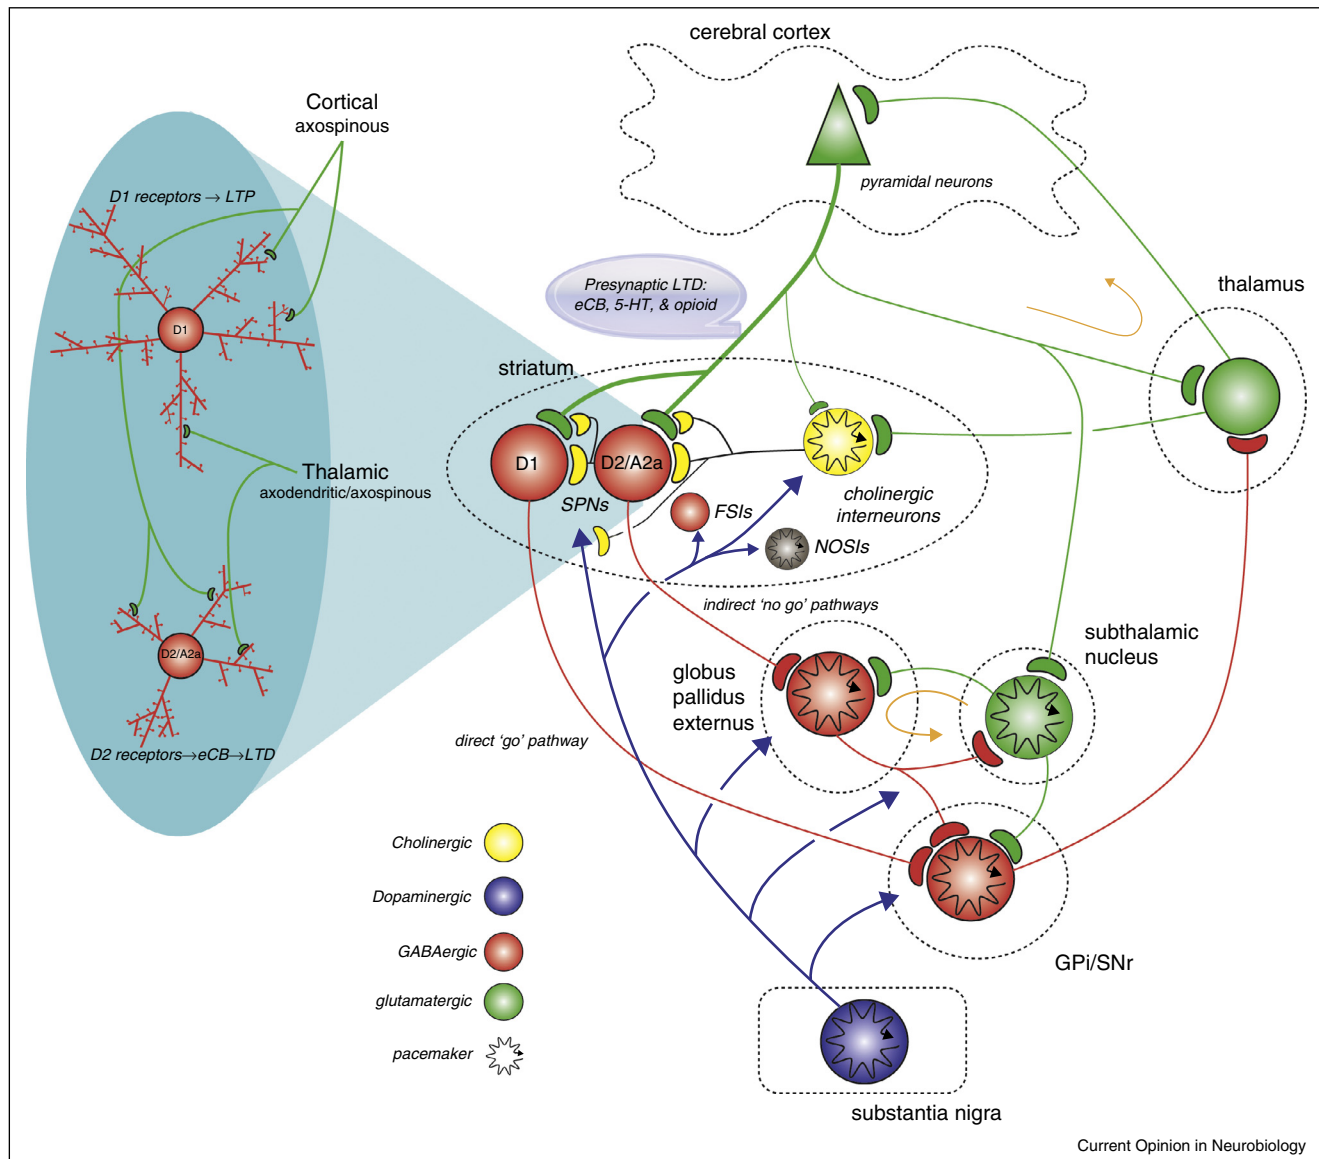 cerebral cortex
Cortical
axospinous
pyramidal neurons
D1 receptors → LTP
Presynaptic LTD:
eCB, 5-HT, & opioid
thalamus
D1
striatum
D1
D2/A2a
SPNs
FSIs
cholinergic
interneurons
NOSIs
Thalamic
axodendritic/axospinous
indirect 'no go' pathways
subthalamic
nucleus
D2/A2a
globus
pallidus
externus
D2 receptors→eCB→LTD
direct 'go' pathway
Cholinergic
Dopaminergic
GABAergic
glutamatergic
pacemaker
GPi/SNr
substantia nigra
Current Opinion in Neurobiology